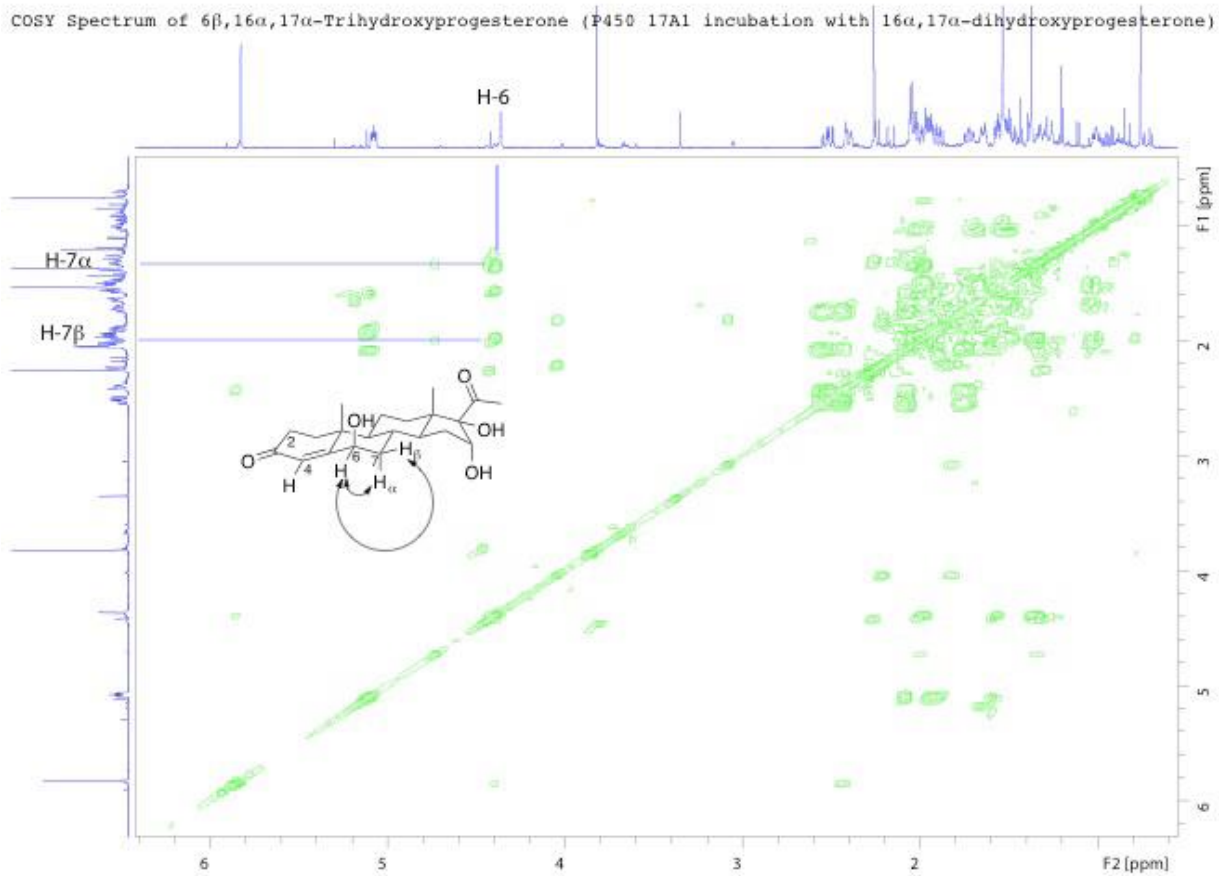 COSY Spectrum of 6β,16α,17α-Trihydroxyprogesterone (P450 17A1 incubation with 16α,17α-dihydroxyprogesterone)
H-6
F1 [ppm]
1
H-7α
H-7β
2
O
OH
2
OH
O
4
6
7
Hβ
H
H
Hα
OH
3
4
5
6
6
5
4
3
2
F2 [ppm]